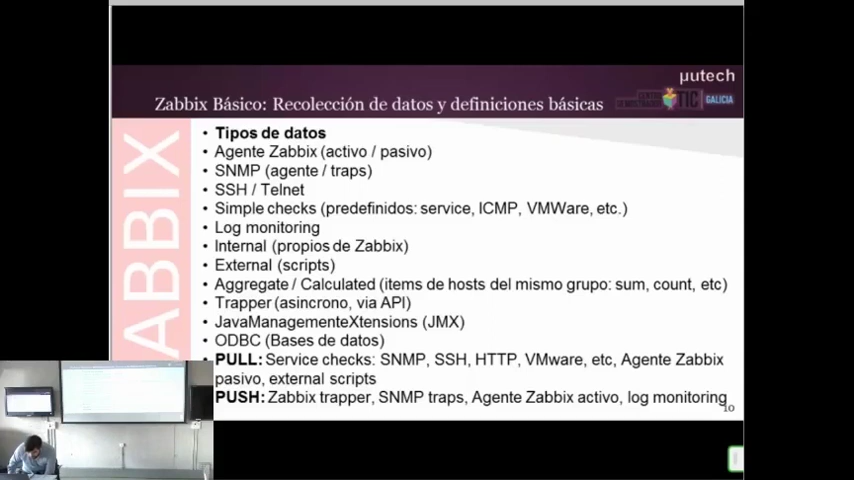 µutech
Zabbix Básico: Recolección de datos y definiciones básicas
TIC GALICIA
ABBIX
• Tipos de datos
• Agente Zabbix (activo / pasivo)
• SNMP (agente / traps)
• SSH / Telnet
• Simple checks (predefinidos: service, ICMP, VMWare, etc.)
• Log monitoring
• Internal (propios de Zabbix)
• External (scripts)
• Aggregate / Calculated (items de hosts del mismo grupo: sum, count, etc)
• Trapper (asincrono, via API)
• JavaManagementeXtensions (JMX)
• ODBC (Bases de datos)
• PULL: Service checks: SNMP, SSH, HTTP, VMware, etc, Agente Zabbix
pasivo, external scripts
PUSH: Zabbix trapper, SNMP traps, Agente Zabbix activo, log monitoring
10